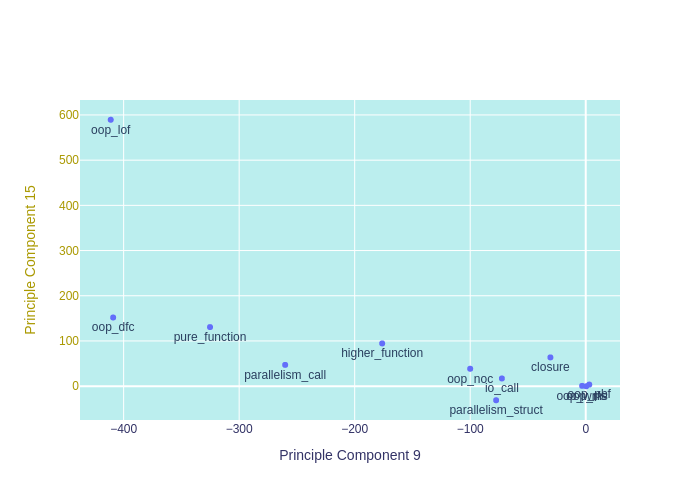 600
oop_lof
500
400
300
200
oop_dfc
pure_function
100
higher_function
closure
parallelism_call
oop_noc
io_call
0
parallelism_struct
−400
−300
−200
−100
0
Principle Component 9
Principle Component 15